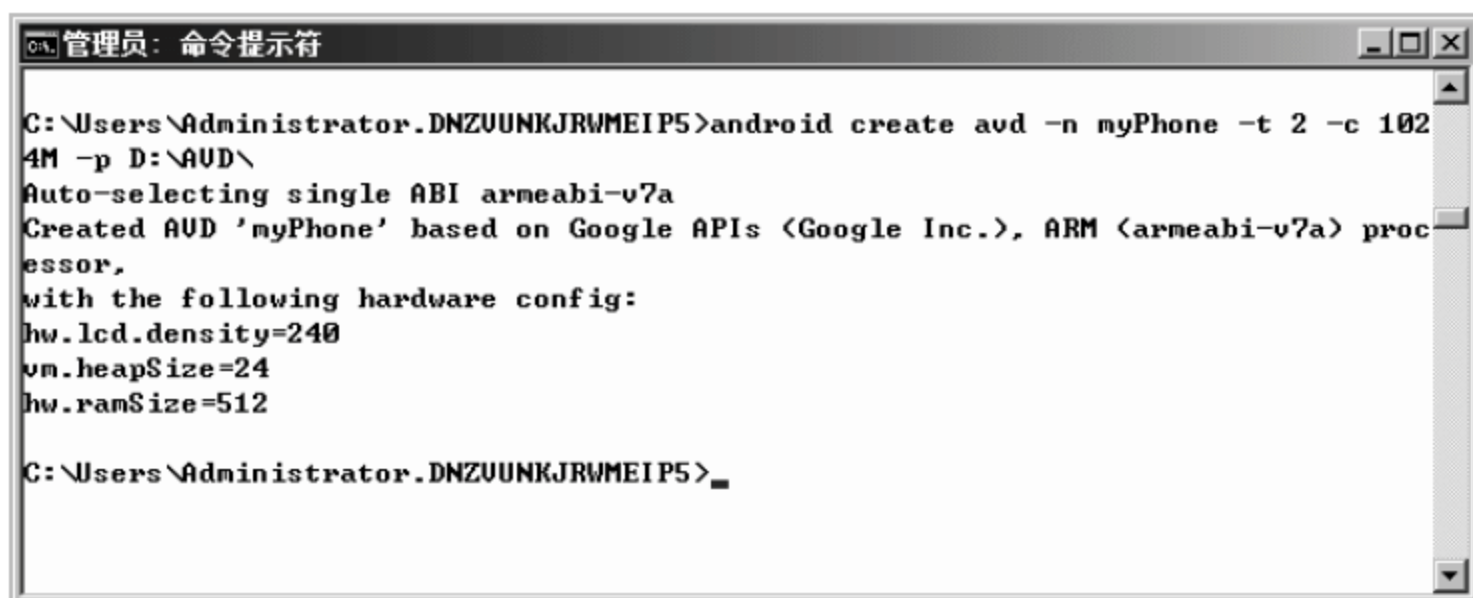 管理员: 命令提示符
C:\Users\Administrator.DNZVUNKJRWMEIP5>android create avd -n myPhone -t 2 -c 102
4M -p D:\AVD\
Auto-selecting single ABI armeabi-v7a
Created AVD 'myPhone' based on Google APIs (Google Inc.), ARM (armeabi-v7a) proc
essor,
with the following hardware config:
hw.lcd.density=240
vm.heapSize=24
hw.ramSize=512
C:\Users\Administrator.DNZVUNKJRWMEIP5>